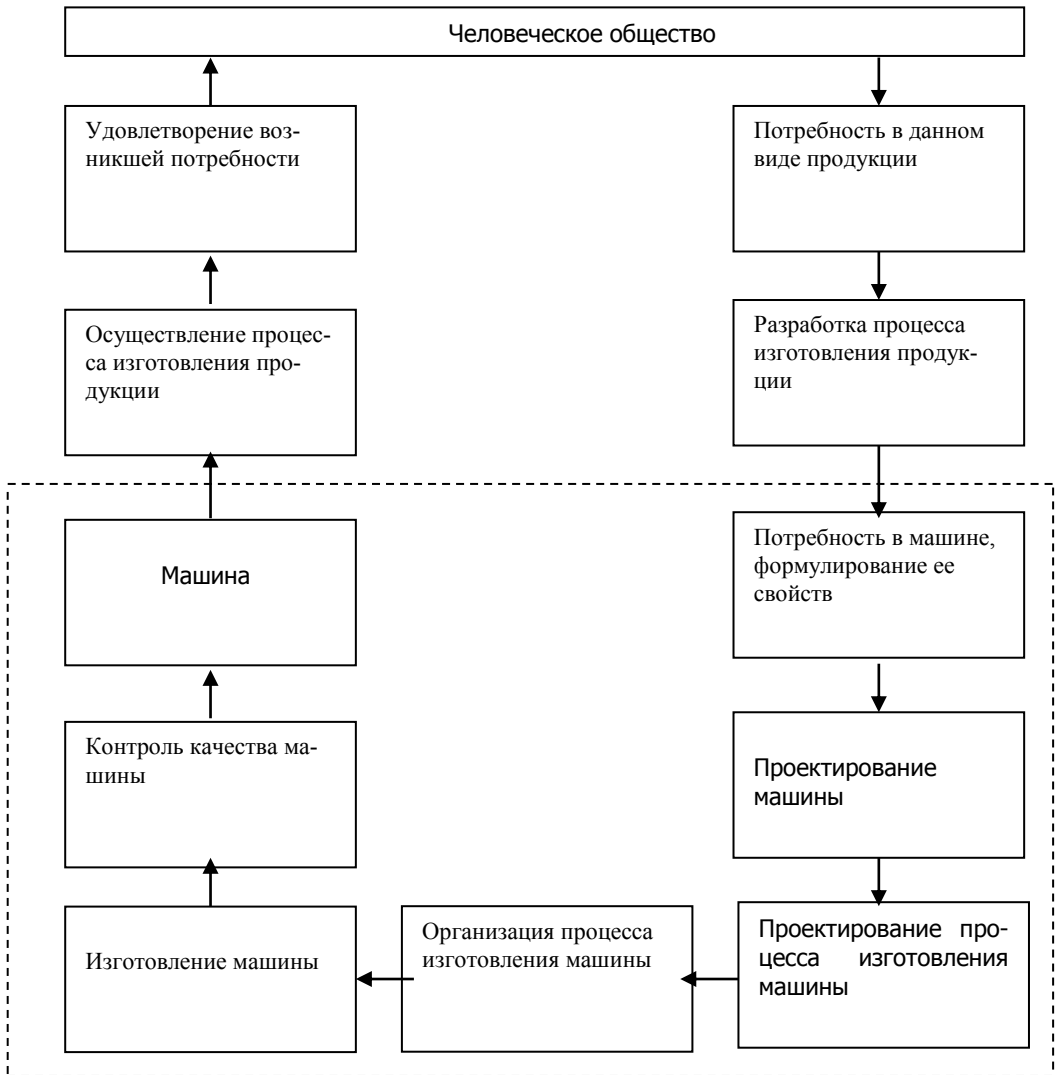 Человеческое общество
Удовлетворение воз-
никшей потребности
Потребность в данном
виде продукции
Осуществление процес-
са изготовления про-
дукции
Разработка процесса
изготовления продук-
ции
Машина
Потребность в машине,
формулирование ее
свойств
Контроль качества ма-
шины
Проектирование
машины
Изготовление машины
Организация процесса
изготовления машины
Проектирование про-
цесса изготовления
машины